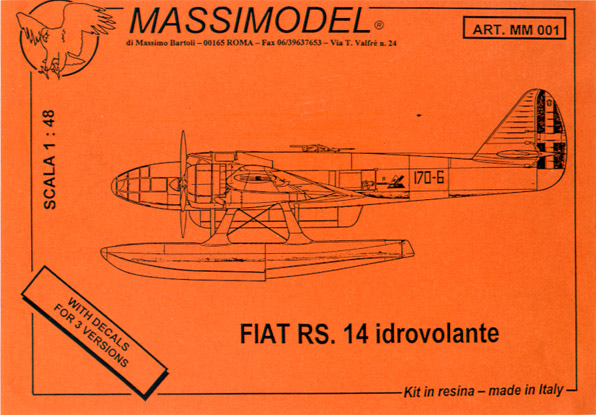 MASSIMODEL®
di Massimo Bartoli – 00165 ROMA – Fax 06/39637653 – Via T. Valfrè n. 24
ART. MM 001
SCALA 1 : 48
170-6
WITH DECALS
FOR 3 VERSIONS
FIAT RS. 14 idrovolante
Kit in resina – made in Italy